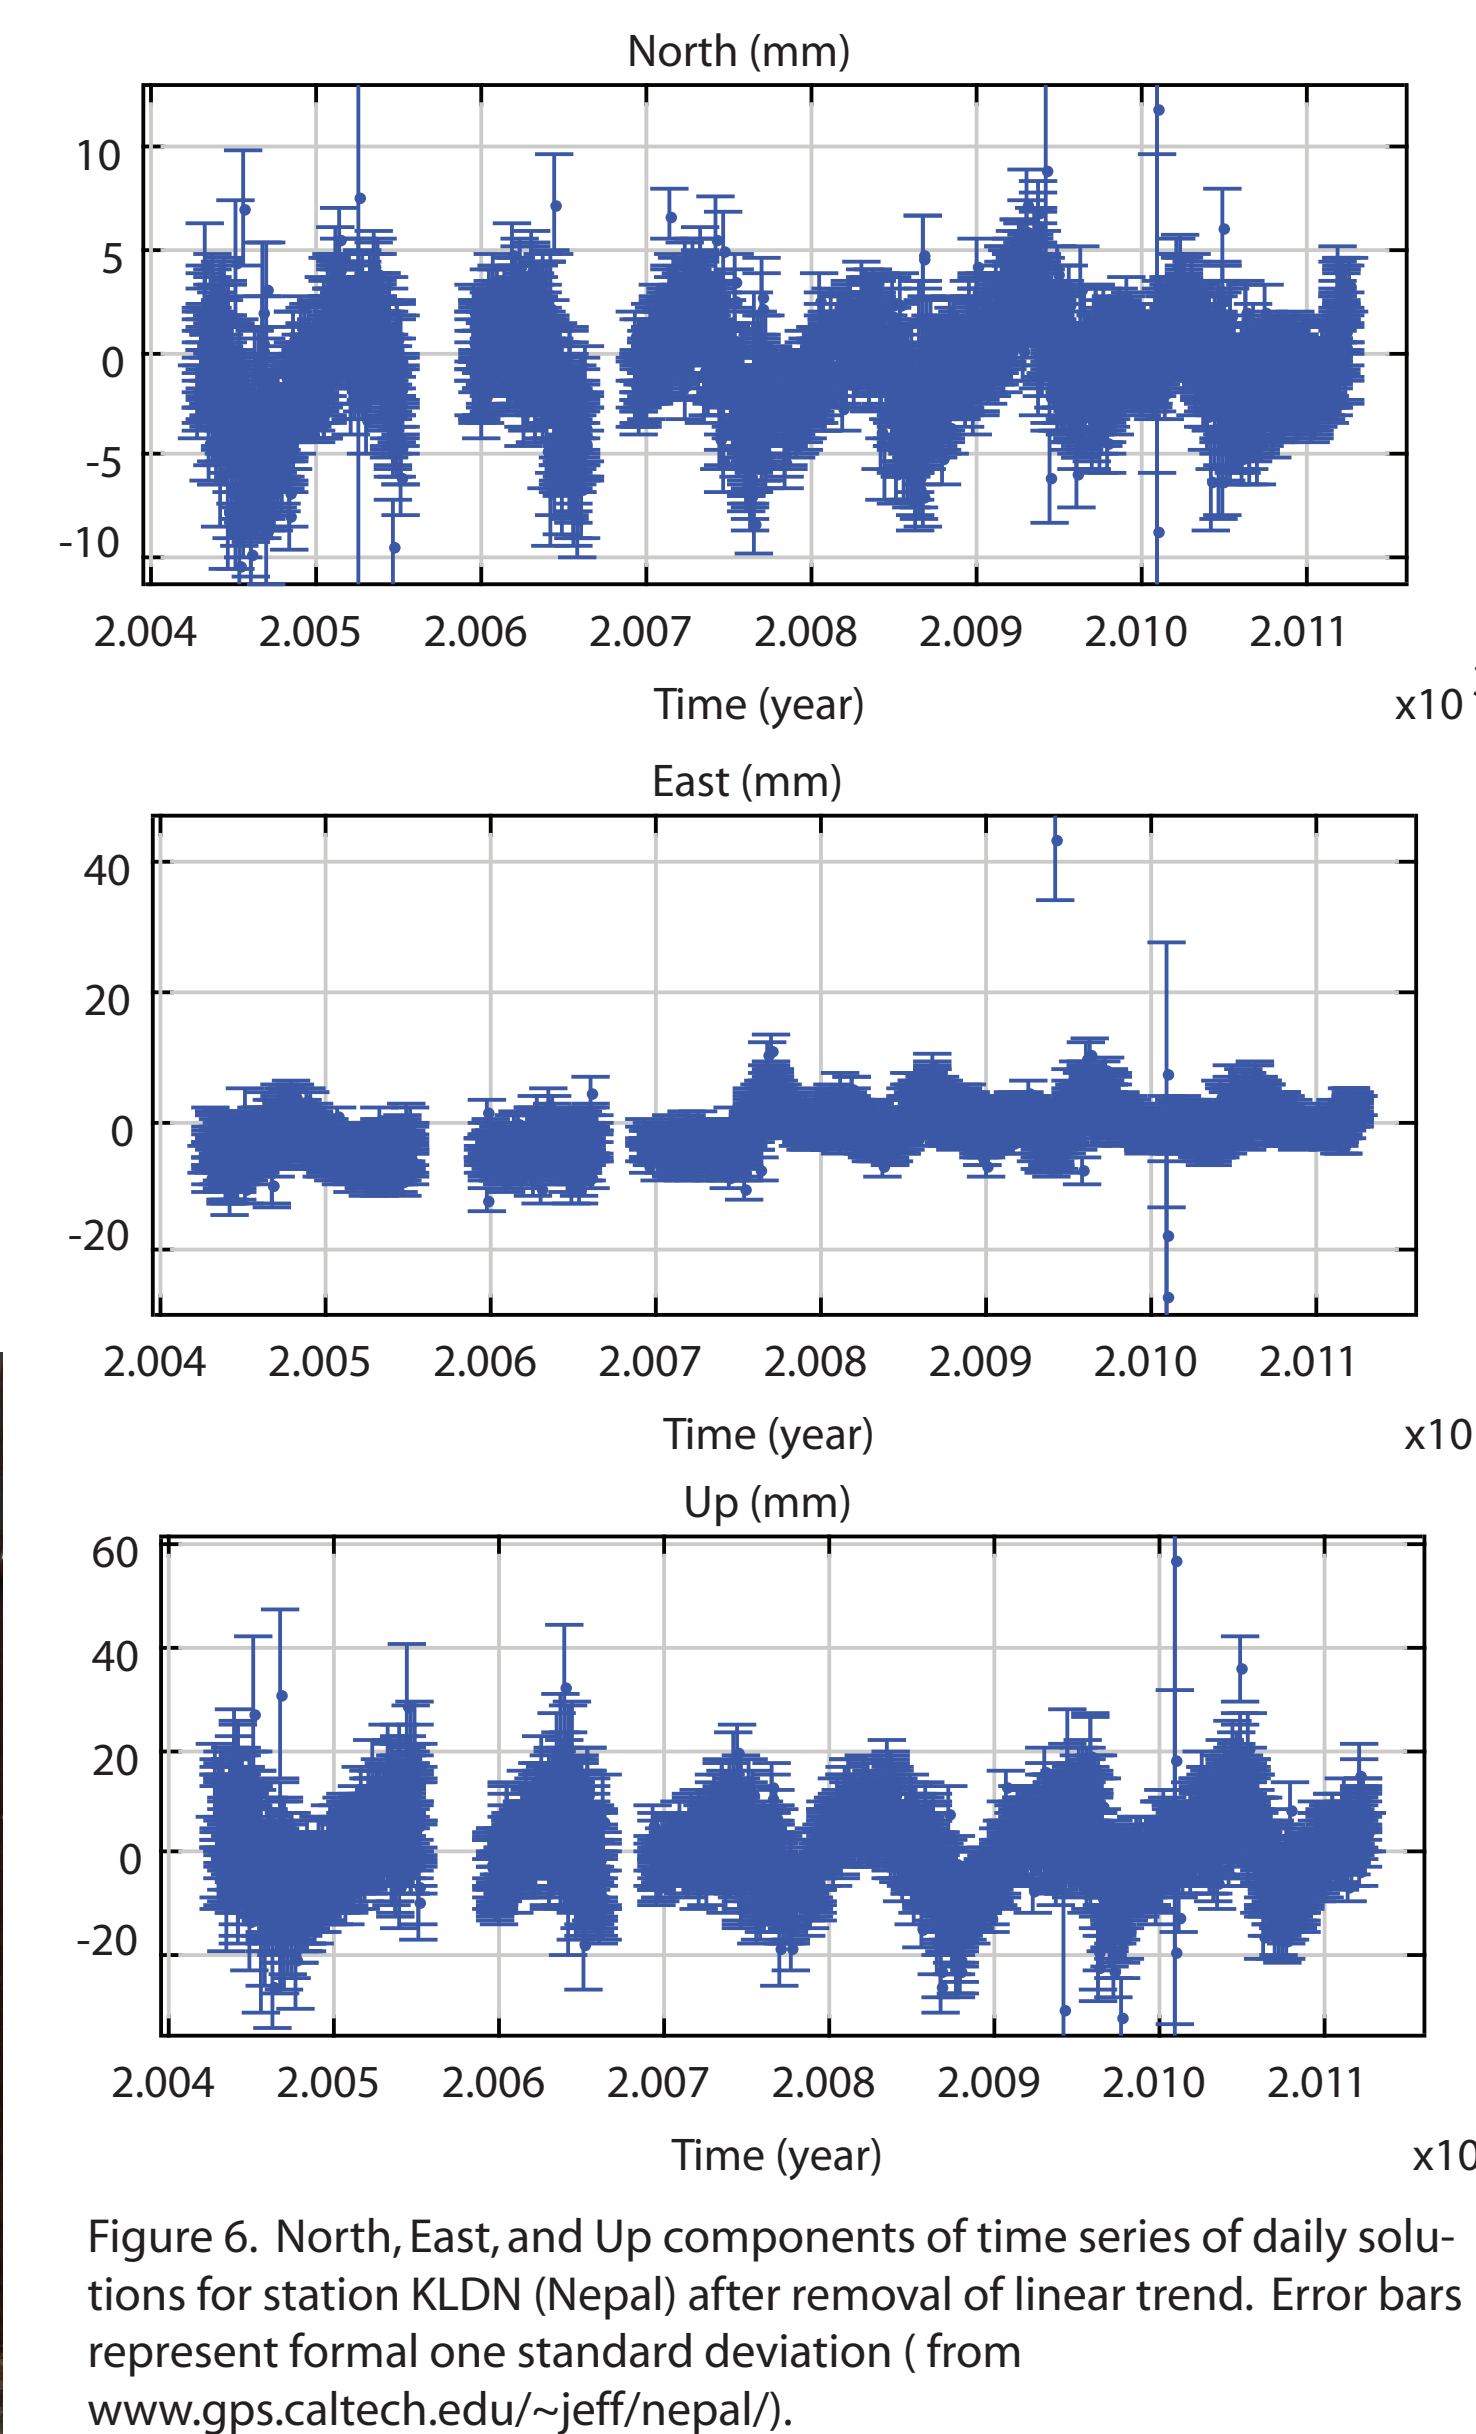 North (mm)
10
5
0
-5
-10
2.004 2.005 2.006 2.007 2.008 2.009 2.010 2.011
Time (year)
x10
East (mm)
40
20
0
-20
2.004 2.005 2.006 2.007 2.008 2.009 2.010 2.011
Time (year)
x10
Up (mm)
60
40
20
0
-20
2.004 2.005 2.006 2.007 2.008 2.009 2.010 2.011
Time (year)
x10
Figure 6. North, East, and Up components of time series of daily solu-
tions for station KLDN (Nepal) after removal of linear trend. Error bars
represent formal one standard deviation ( from
www.gps.caltech.edu/~jeff/nepal/).